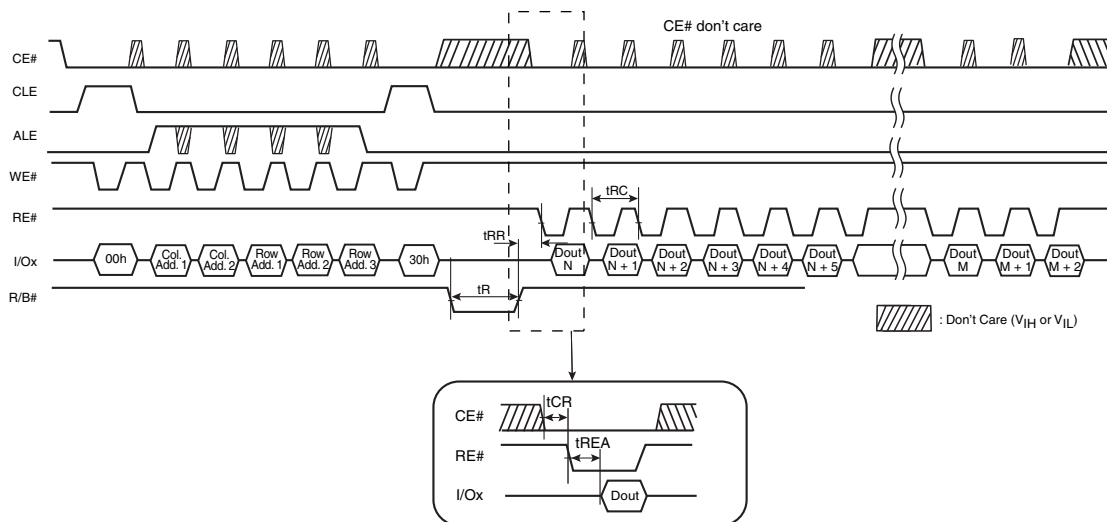 CE# don't care
CE#
CLE
ALE
WE#
tRC
RE#
tRR
I/Ox
00h
Col. Add. 1
Col. Add. 2
Row Add. 1
Row Add. 2
Row Add. 3
30h
Dout N
Dout N + 1
Dout N + 2
Dout N + 3
Dout N + 4
Dout N + 5
Dout M
Dout M + 1
Dout M + 2
tR
R/B#
: Don't Care (VIH or VIL)
tCR
CE#
tREA
RE#
I/Ox
Dout